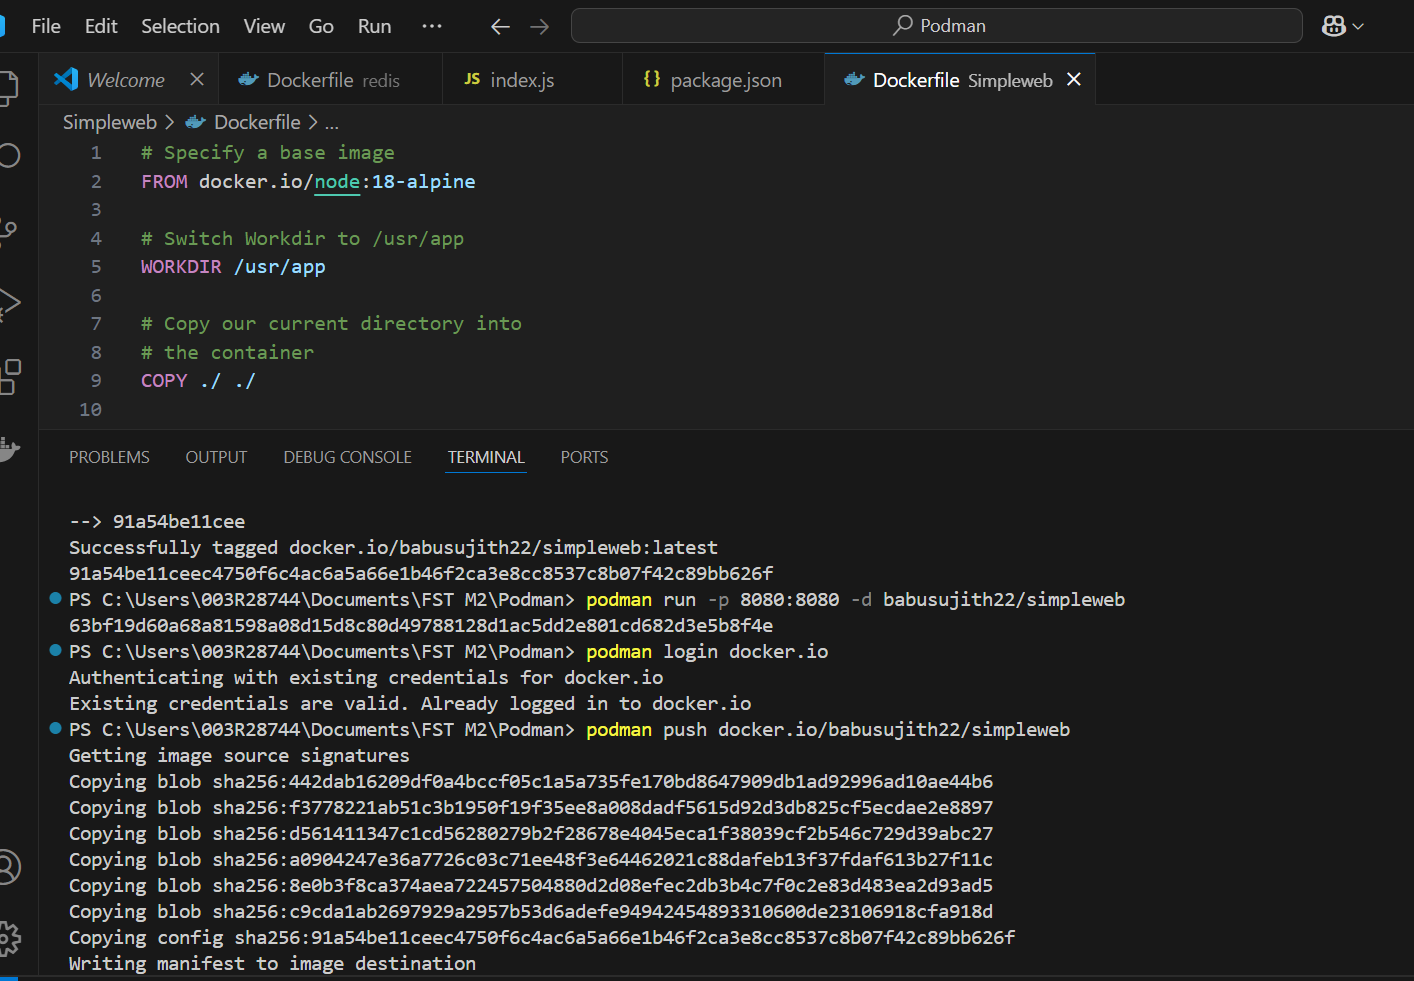 File Edit Selection View Go Run ··· ← → Podman
Welcome × Dockerfile redis JS index.js {} package.json Dockerfile Simpleweb ×
Simpleweb > Dockerfile > ...
1 # Specify a base image
2 FROM docker.io/node:18-alpine
3
4 # Switch Workdir to /usr/app
5 WORKDIR /usr/app
6
7 # Copy our current directory into
8 # the container
9 COPY ./ ./
10
PROBLEMS OUTPUT DEBUG CONSOLE TERMINAL PORTS
--> 91a54be11cee
Successfully tagged docker.io/babusujith22/simpleweb:latest
91a54be11ceec4750f6c4ac6a5a66e1b46f2ca3e8cc8537c8b07f42c89bb626f
PS C:\Users\003R28744\Documents\FST M2\Podman> podman run -p 8080:8080 -d babusujith22/simpleweb
63bf19d60a68a81598a08d15d8c80d49788128d1ac5dd2e801cd682d3e5b8f4e
PS C:\Users\003R28744\Documents\FST M2\Podman> podman login docker.io
Authenticating with existing credentials for docker.io
Existing credentials are valid. Already logged in to docker.io
PS C:\Users\003R28744\Documents\FST M2\Podman> podman push docker.io/babusujith22/simpleweb
Getting image source signatures
Copying blob sha256:442dab16209df0a4bccf05c1a5a735fe170bd8647909db1ad92996ad10ae44b6
Copying blob sha256:f3778221ab51c3b1950f19f35ee8a008dadf5615d92d3db825cf5ecdae2e8897
Copying blob sha256:d561411347c1cd56280279b2f28678e4045eca1f38039cf2b546c729d39abc27
Copying blob sha256:a0904247e36a7726c03c71ee48f3e64462021c88dafeb13f37fdaf613b27f11c
Copying blob sha256:8e0b3f8ca374aea722457504880d2d08efec2db3b4c7f0c2e83d483ea2d93ad5
Copying blob sha256:c9cda1ab2697929a2957b53d6adefe94942454893310600de23106918cfa918d
Copying config sha256:91a54be11ceec4750f6c4ac6a5a66e1b46f2ca3e8cc8537c8b07f42c89bb626f
Writing manifest to image destination